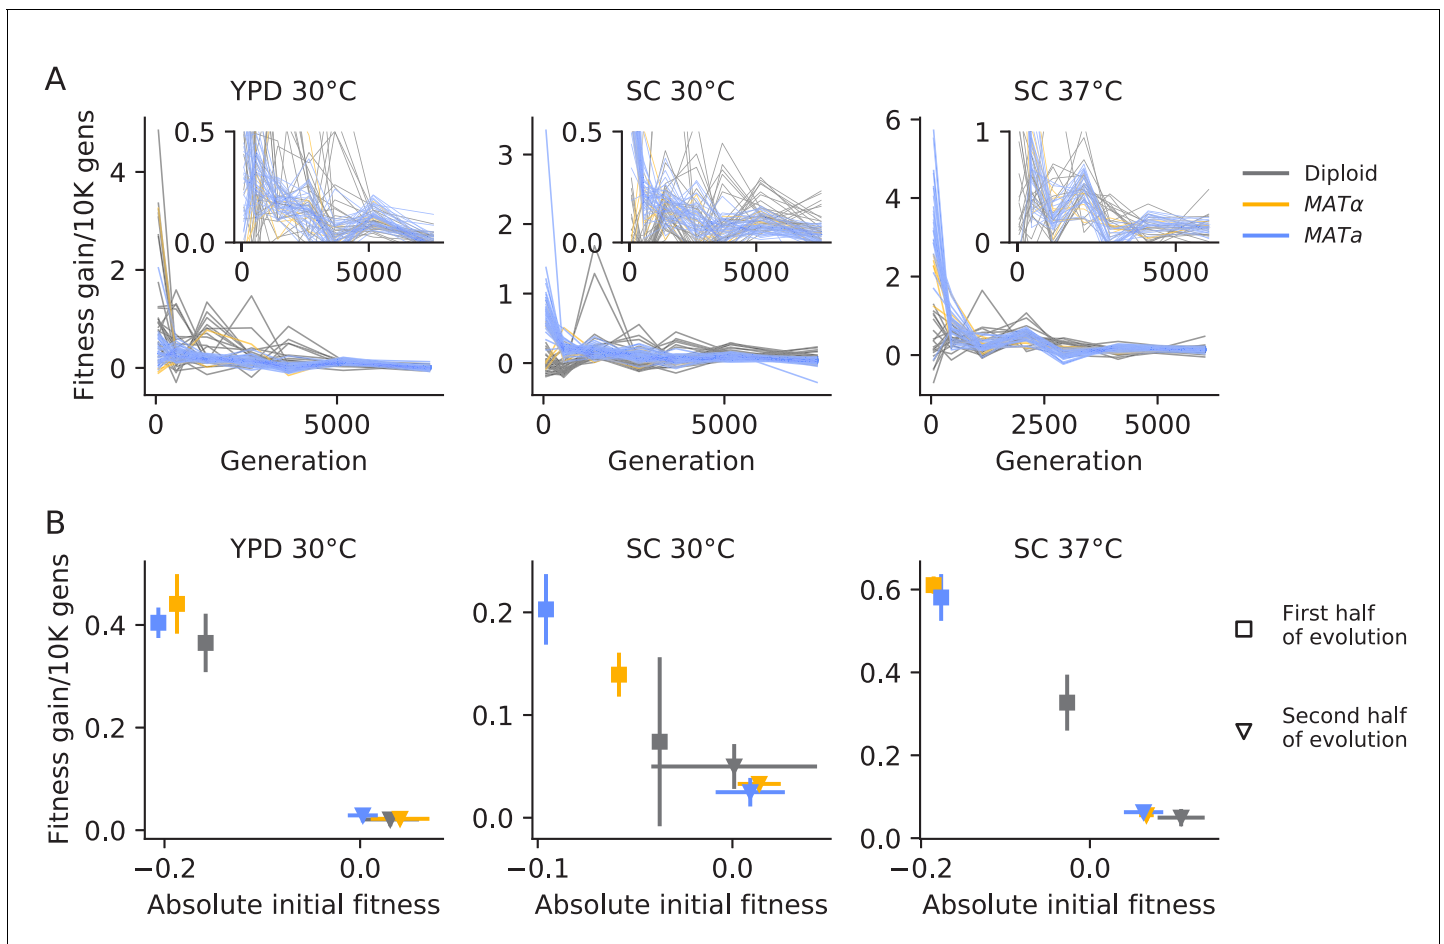 A
YPD 30°C
SC 30°C
SC 37°C
Fitness gain/10K gens
4
2
0
0.5
0.0
0
5000
0
5000
Generation
3
2
1
0
0.5
0.0
0
5000
0
5000
Generation
6
4
2
0
1
0
0
5000
0
2500
5000
Generation
Diploid
MATα
MATa
B
YPD 30°C
SC 30°C
SC 37°C
Fitness gain/10K gens
0.4
0.2
0.0
−0.2
0.0
Absolute initial fitness
0.2
0.1
0.0
−0.1
0.0
Absolute initial fitness
0.6
0.4
0.2
0.0
−0.2
0.0
Absolute initial fitness
First half
of evolution
Second half
of evolution